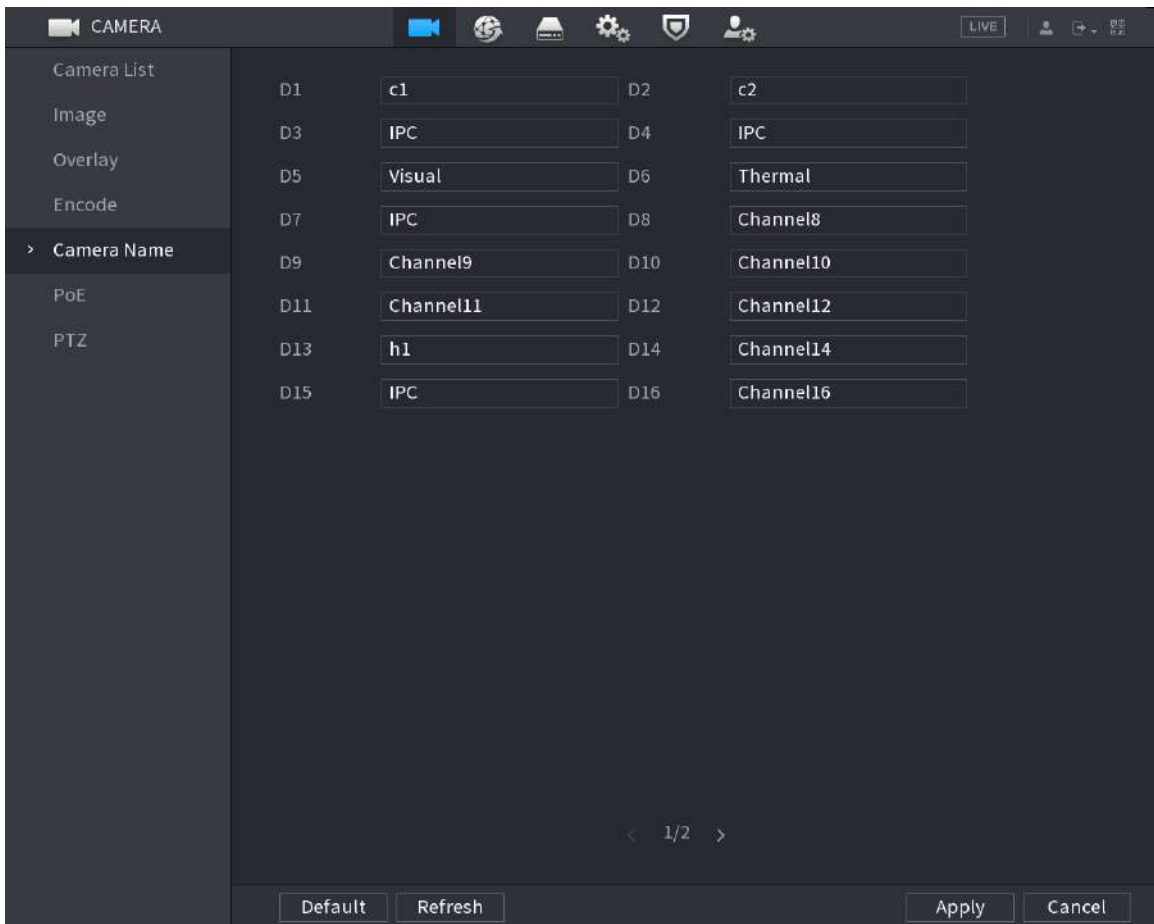 CAMERA LIVE
Camera List
Image
Overlay
Encode
> Camera Name
PoE
PTZ
D1 c1 D2 c2
D3 IPC D4 IPC
D5 Visual D6 Thermal
D7 IPC D8 Channel8
D9 Channel9 D10 Channel10
D11 Channel11 D12 Channel12
D13 h1 D14 Channel14
D15 IPC D16 Channel16
< 1/2 >
Default Refresh Apply Cancel